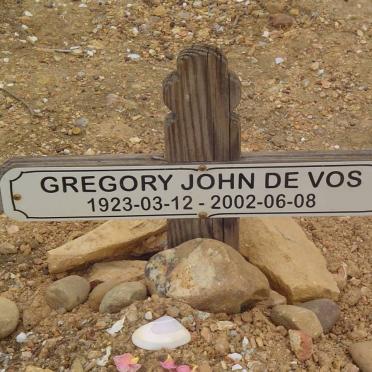 GREGORY JOHN DE VOS
1923-03-12 - 2002-06-08